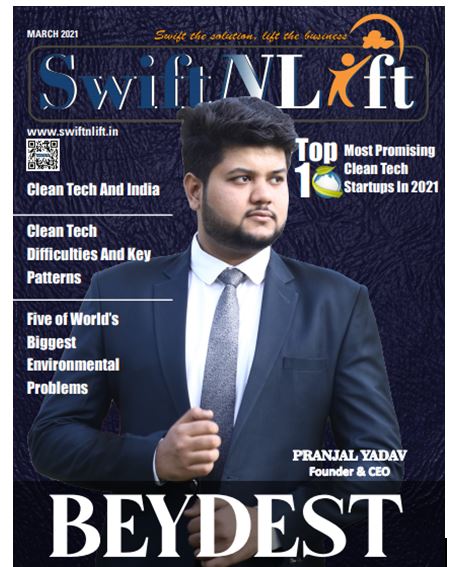 MARCH 2021
Swift the solution, lift the business
SwiftNLift
www.swiftnlift.in
Top
10
Most Promising
Clean Tech
Startups In 2021
Clean Tech And India
Clean Tech
Difficulties And Key
Patterns
Five of World's
Biggest
Environmental
Problems
PRANJAL YADAV
Founder & CEO
BEYDEST